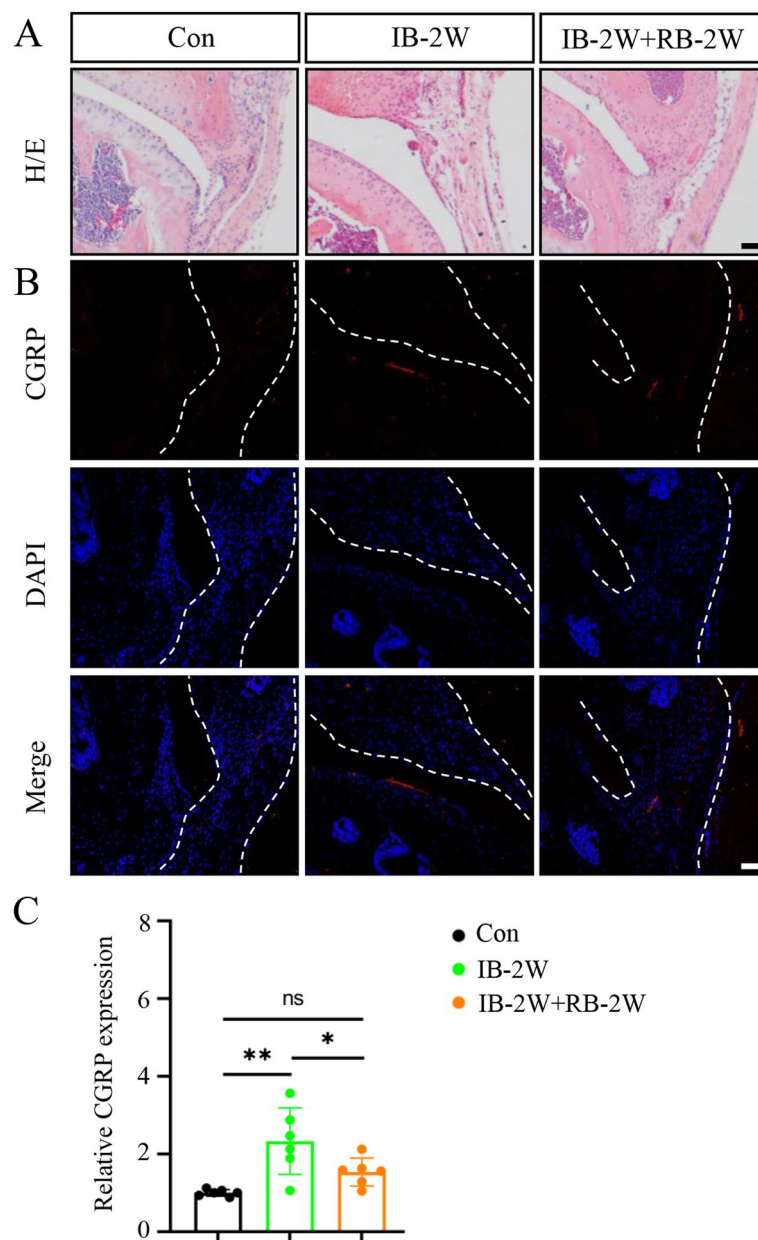 A
Con
IB-2W
IB-2W+RB-2W
H/E
B
CGRP
DAPI
Merge
C
Relative CGRP expression
8
6
4
2
0
ns
**
*
Con
IB-2W
IB-2W+RB-2W